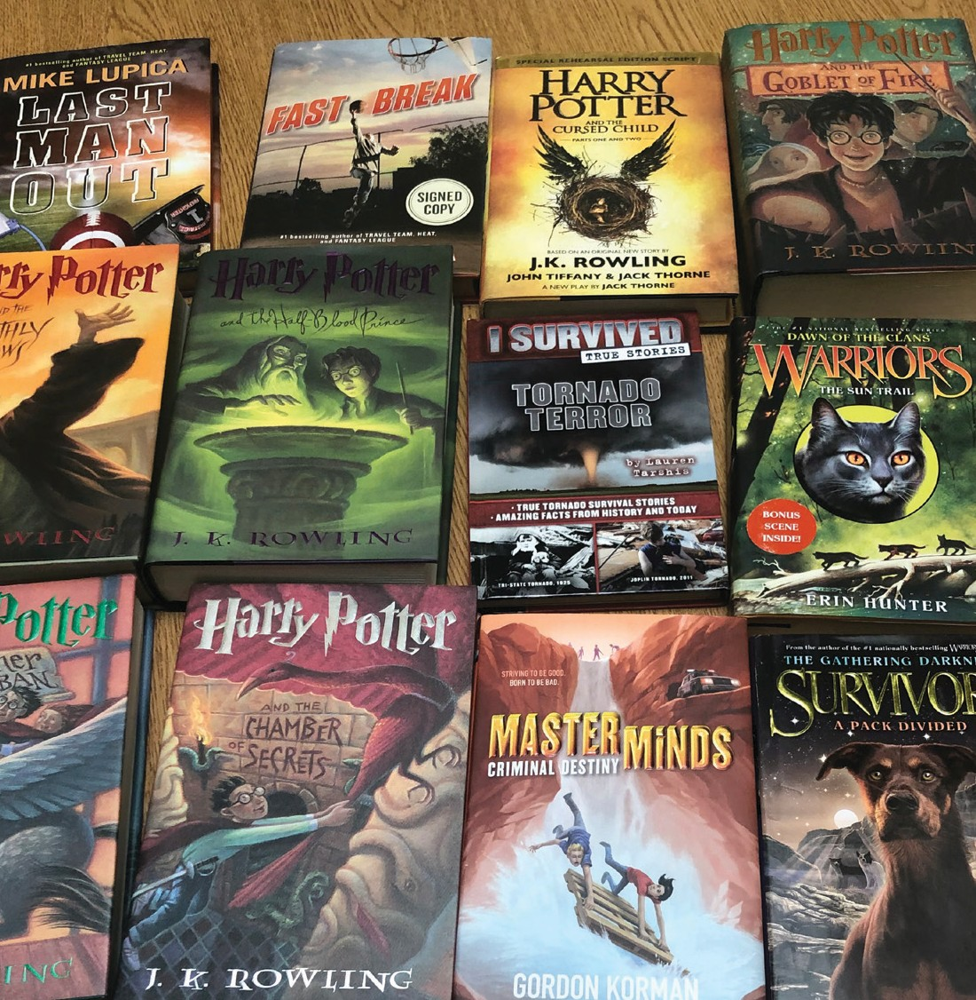 #1 bestselling author of TRAVEL TEAM, HEAT,
and FANTASY LEAGUE
MIKE LUPICA
LAST
MAN
OUT
FAST BREAK
SIGNED
COPY
#1 bestselling author of TRAVEL TEAM, HEAT,
and FANTASY LEAGUE
SPECIAL REHEARSAL EDITION SCRIPT
HARRY
POTTER
AND THE
CURSED CHILD
PARTS ONE AND TWO
BASED ON AN ORIGINAL NEW STORY BY
J.K. ROWLING
JOHN TIFFANY & JACK THORNE
A NEW PLAY BY JACK THORNE
Harry Potter
AND THE
GOBLET OF FIRE
J. K. ROWLIN
rry Potter
ND THE
THLY
WS
WLING
Harry Potter
and the Half-Blood Prince
J. K. ROWLING
I SURVIVED
TRUE STORIES
TORNADO
TERROR
by Lauren
Tarshis
• TRUE TORNADO SURVIVAL STORIES
• AMAZING FACTS FROM HISTORY AND TODAY
TRI-STATE TORNADO, 1925
JOPLIN TORNADO, 2011
THE #1 NATIONAL BESTSELLING SERIES
DAWN OF THE CLANS
WARRIORS
THE SUN TRAIL
BONUS
SCENE
INSIDE!
ERIN HUNTER
Potter
ner
BAN
ING
Harry Potter
AND THE
CHAMBER
OF
SECRETS
J. K. ROWLING
STRIVING TO BE GOOD.
BORN TO BE BAD.
MASTERMINDS
CRIMINAL DESTINY
GORDON KORMAN
From the author of the #1 nationally bestselling WARRIOR
THE GATHERING DARKN
SURVIVOR
A PACK DIVIDED